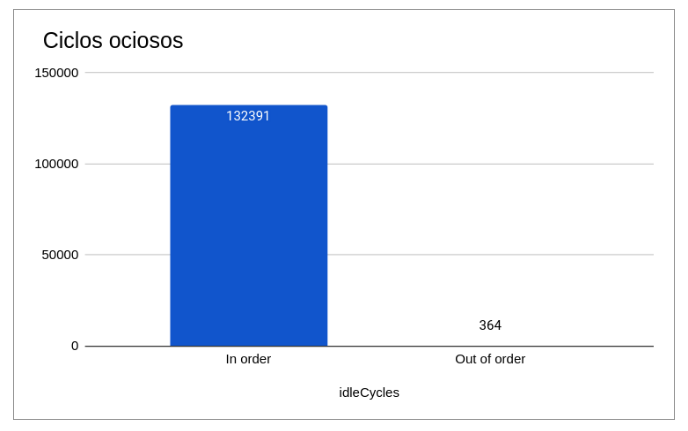 Ciclos ociosos
150000
132391
100000
50000
364
0
In order
Out of order
idleCycles